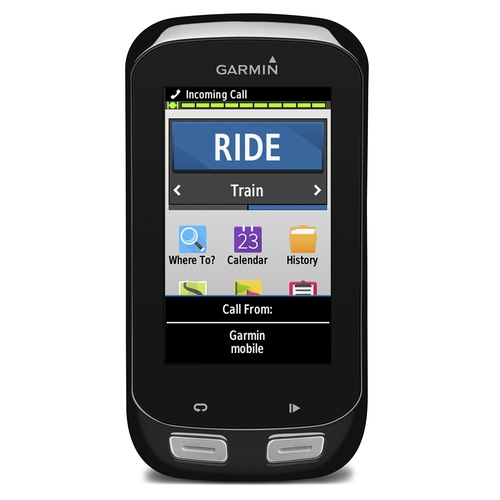 GARMIN
Incoming Call
RIDE
Train
Where To?
Calendar
23
History
Call From:
Garmin
mobile